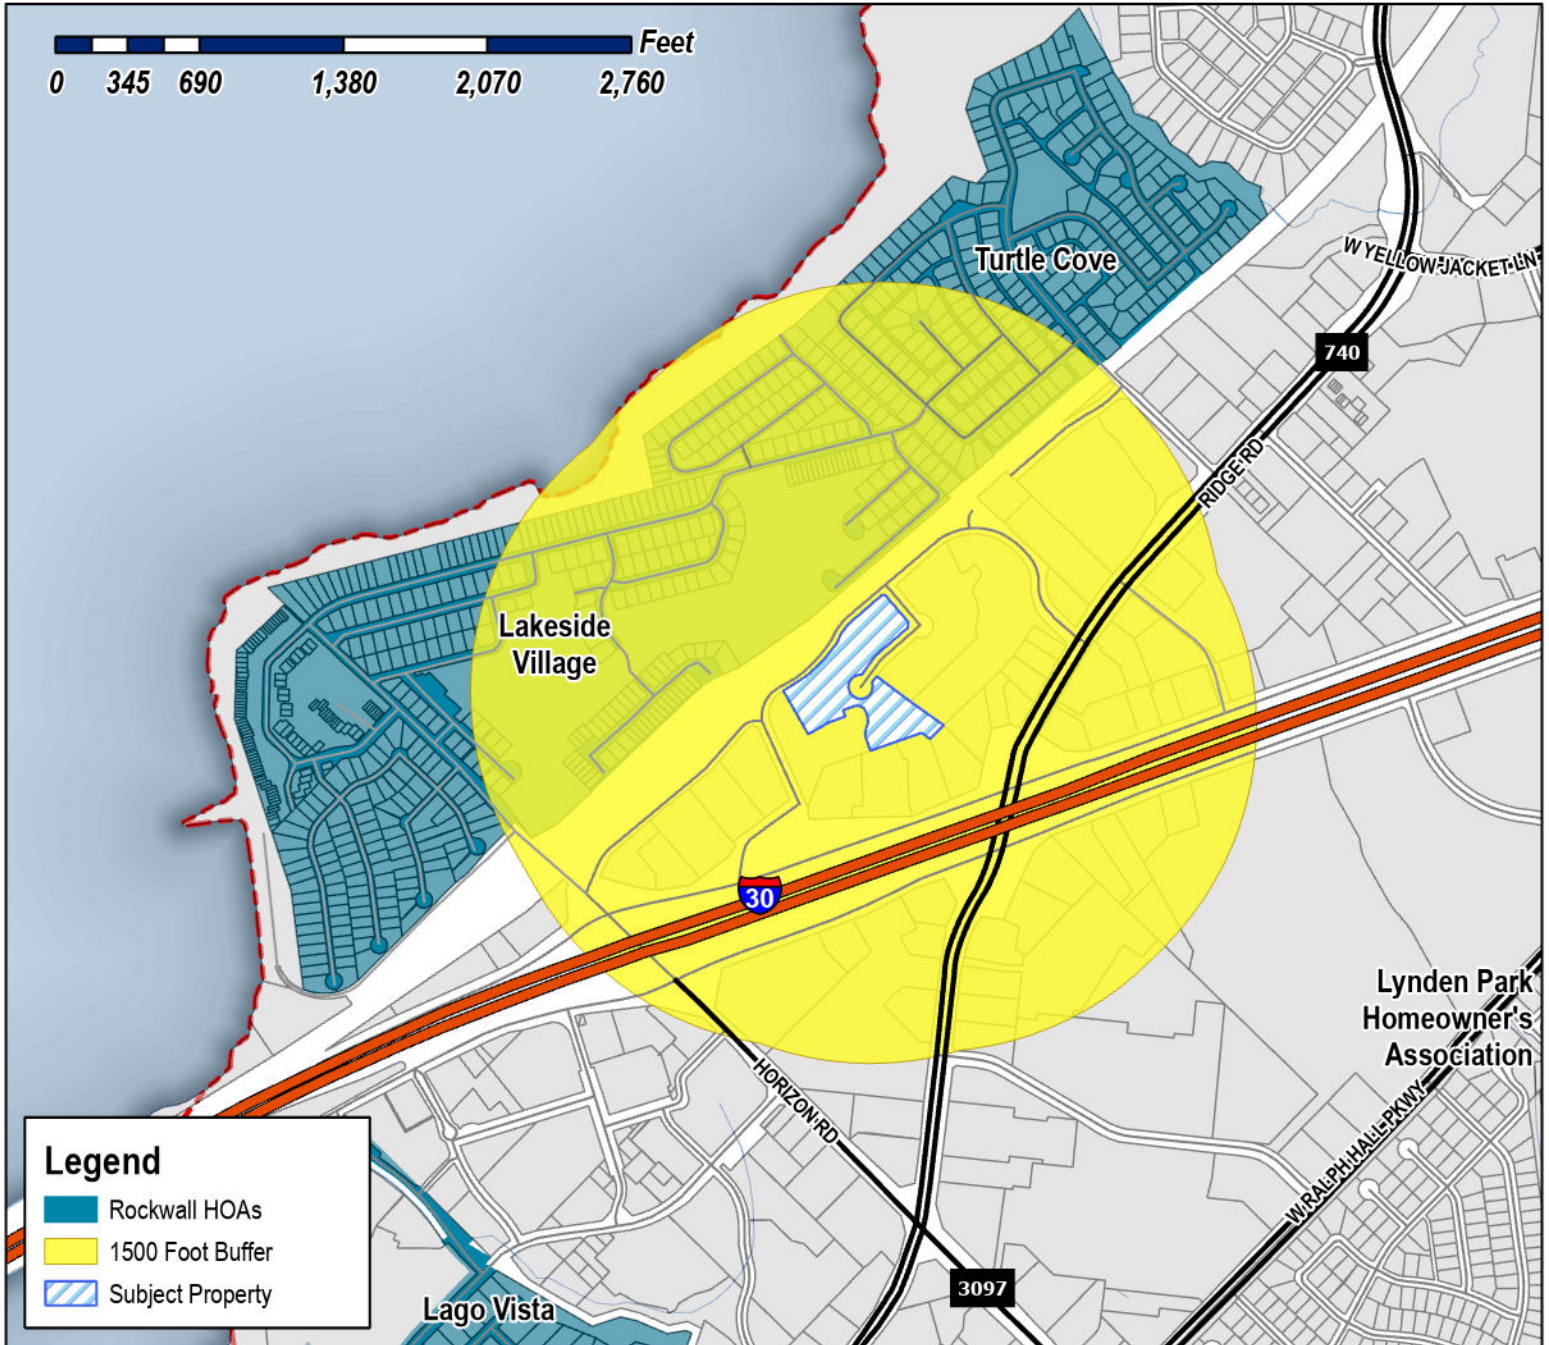 Feet
0 345 690 1,380 2,070 2,760
Turtle Cove
W YELLOW JACKET LN
740
RIDGE RD
Lakeside
Village
30
Lynden Park
Homeowner's
Association
HORIZON RD
W RALPH HALL PKWY
3097
Lago Vista
Legend
Rockwall HOAs
1500 Foot Buffer
Subject Property